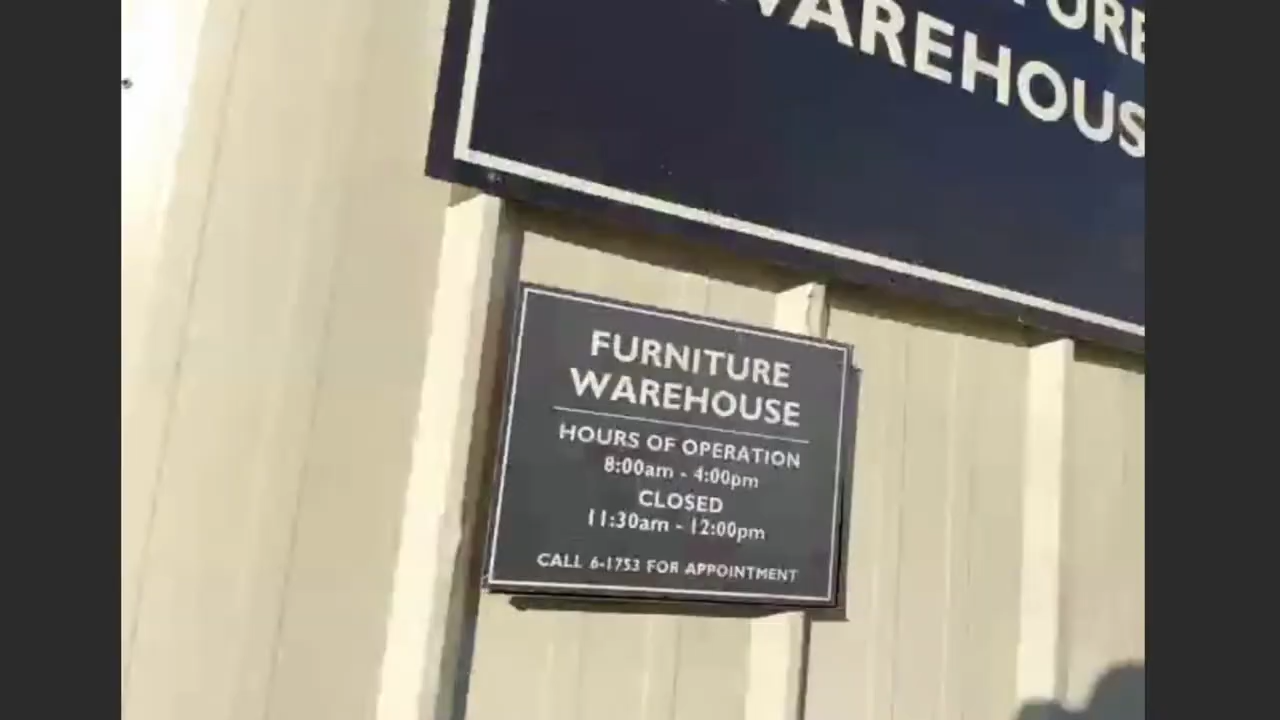 WAREHOUS
FURNITURE
WAREHOUSE
HOURS OF OPERATION
8:00am - 4:00pm
CLOSED
11:30am - 12:00pm
CALL 6-1753 FOR APPOINTMENT